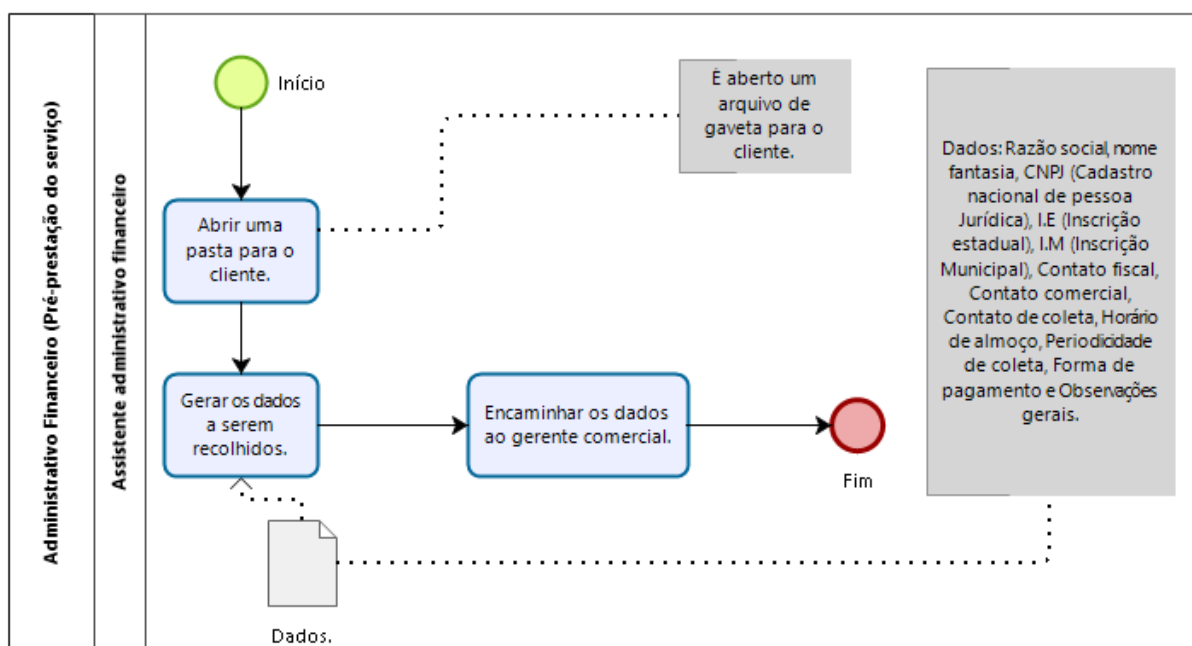 Administrativo Financeiro (Pré-prestação do serviço)
Assistente administrativo financeiro
Início
É aberto um
arquivo de
gaveta para o
cliente.
Dados: Razão social, nome
fantasia, CNPJ (Cadastro
nacional de pessoa
Jurídica), I.E (Inscrição
estadual), I.M (Inscrição
Municipal), Contato fiscal,
Contato comercial,
Contato de coleta, Horário
de almoço, Periodicidade
de coleta, Forma de
pagamento e Observações
gerais.
Abrir uma
pasta para o
cliente.
Gerar os dados
a serem
recolhidos.
Encaminhar os dados
ao gerente comercial.
Fim
Dados.